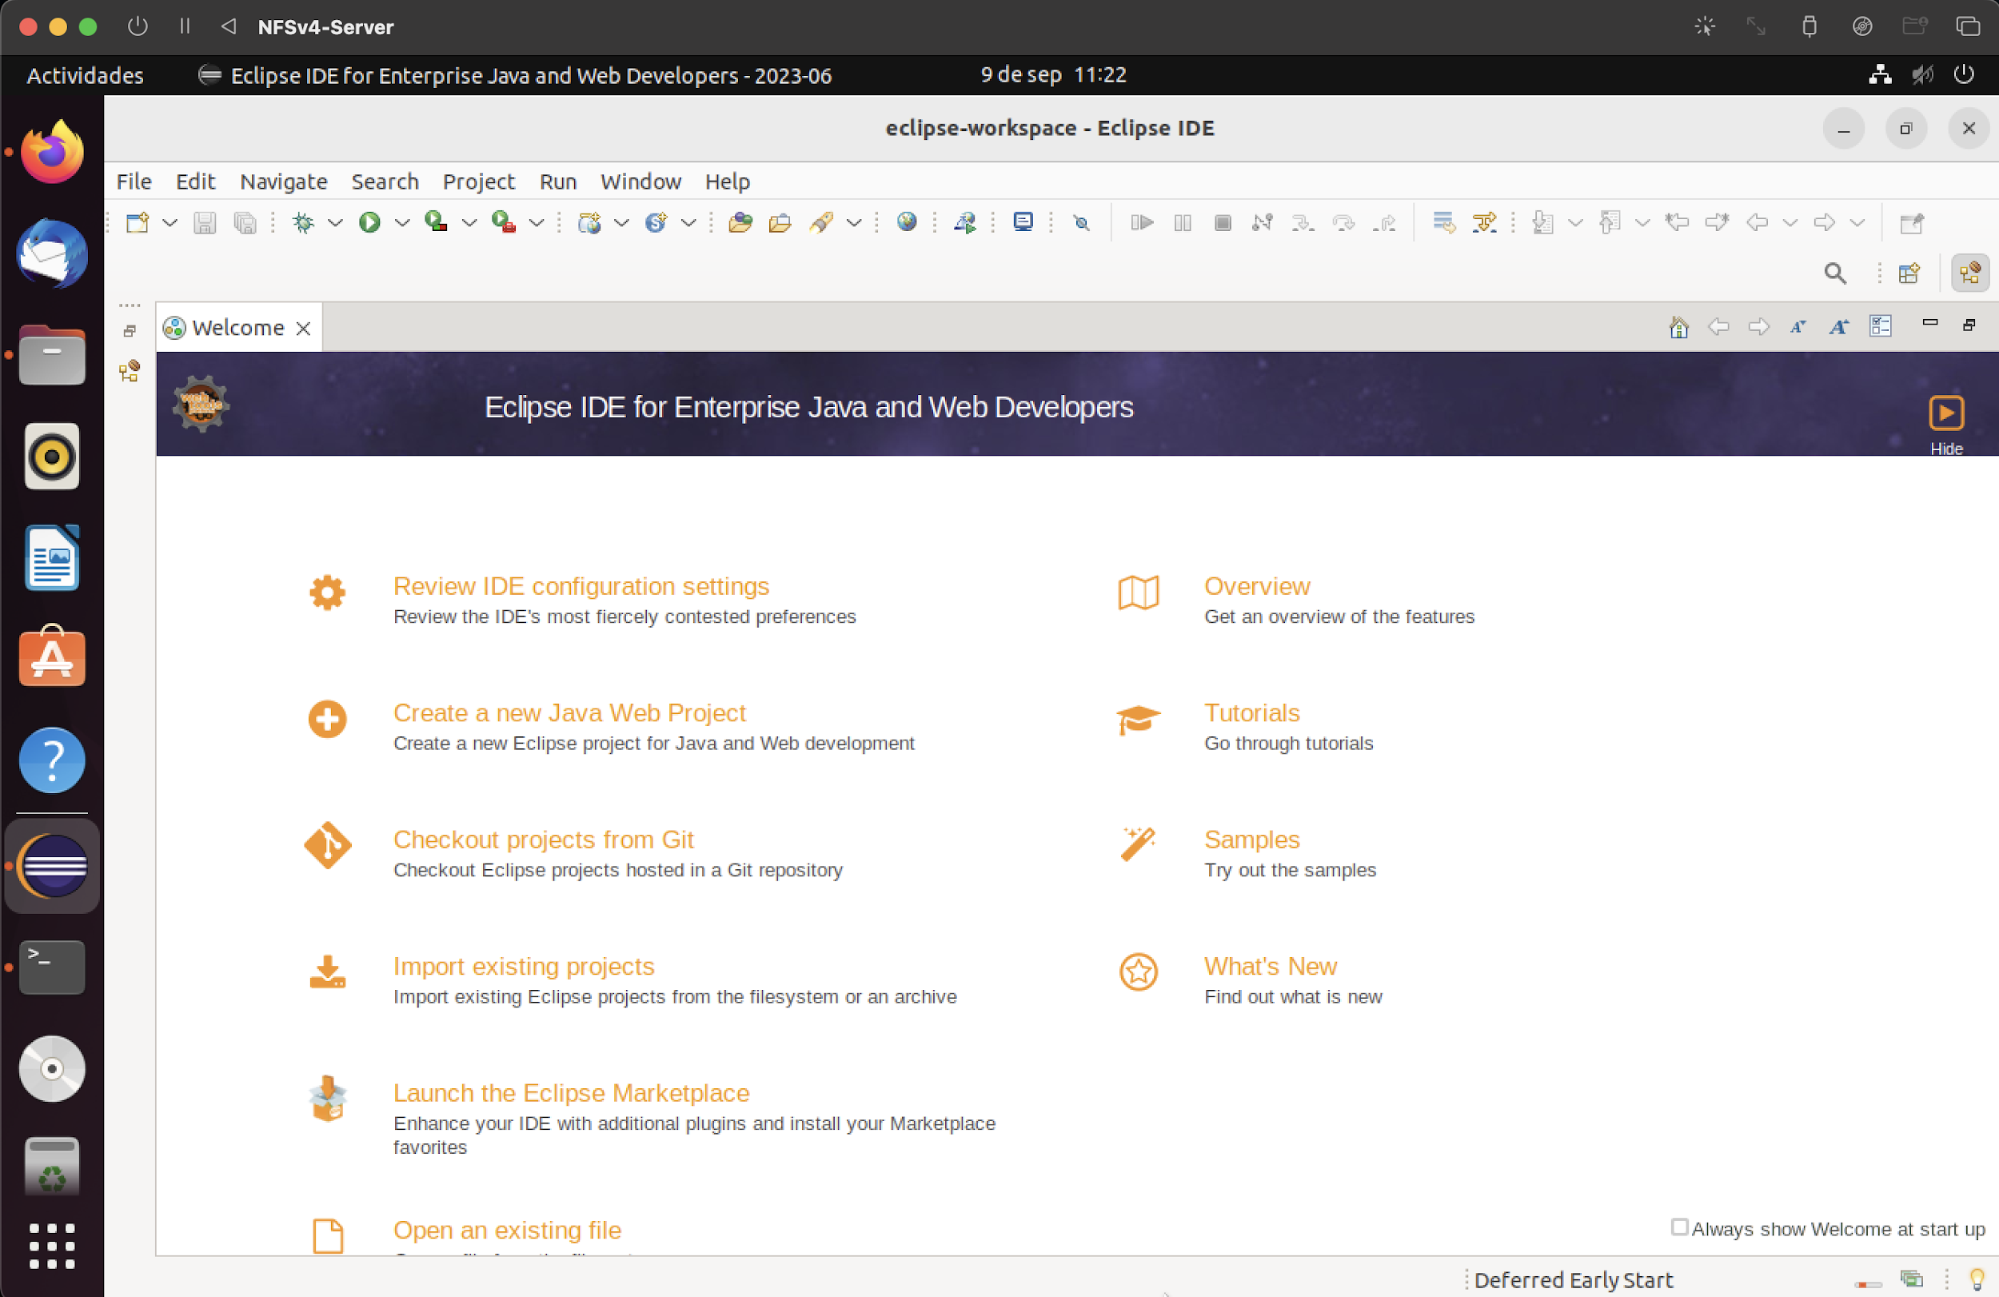 NFSv4-Server
Actividades
Eclipse IDE for Enterprise Java and Web Developers - 2023-06
9 de sep 11:22
eclipse-workspace - Eclipse IDE
File Edit Navigate Search Project Run Window Help
Welcome
Eclipse IDE for Enterprise Java and Web Developers
Hide
Review IDE configuration settings
Review the IDE's most fiercely contested preferences
Overview
Get an overview of the features
Create a new Java Web Project
Create a new Eclipse project for Java and Web development
Tutorials
Go through tutorials
Checkout projects from Git
Checkout Eclipse projects hosted in a Git repository
Samples
Try out the samples
Import existing projects
Import existing Eclipse projects from the filesystem or an archive
What's New
Find out what is new
Launch the Eclipse Marketplace
Enhance your IDE with additional plugins and install your Marketplace
favorites
Open an existing file
Always show Welcome at start up
Deferred Early Start